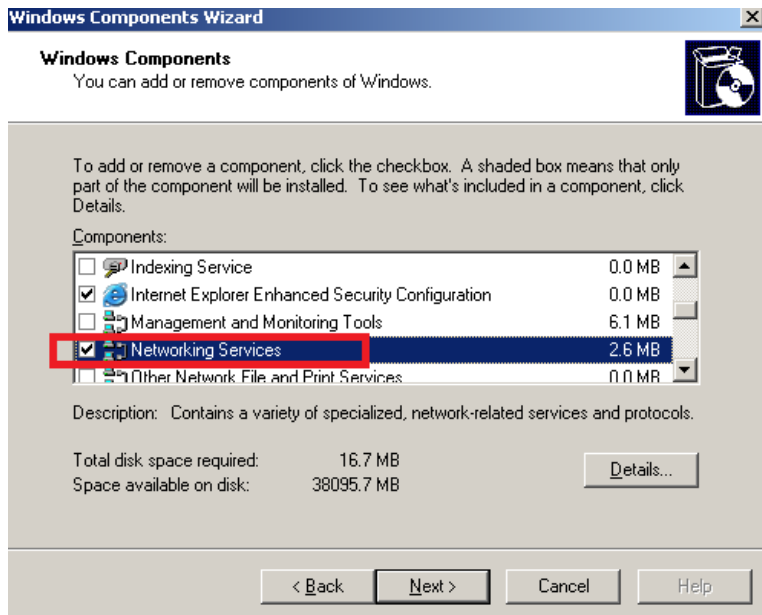 Windows Components Wizard
Windows Components
You can add or remove components of Windows.
To add or remove a component, click the checkbox. A shaded box means that only
part of the component will be installed. To see what's included in a component, click
Details.
Components:
Indexing Service 0.0 MB
Internet Explorer Enhanced Security Configuration 0.0 MB
Management and Monitoring Tools 6.1 MB
Networking Services 2.6 MB
Other Network File and Print Services 0.0 MB
Description: Contains a variety of specialized, network-related services and protocols.
Total disk space required: 16.7 MB
Space available on disk: 38095.7 MB
Details...
< Back Next > Cancel Help